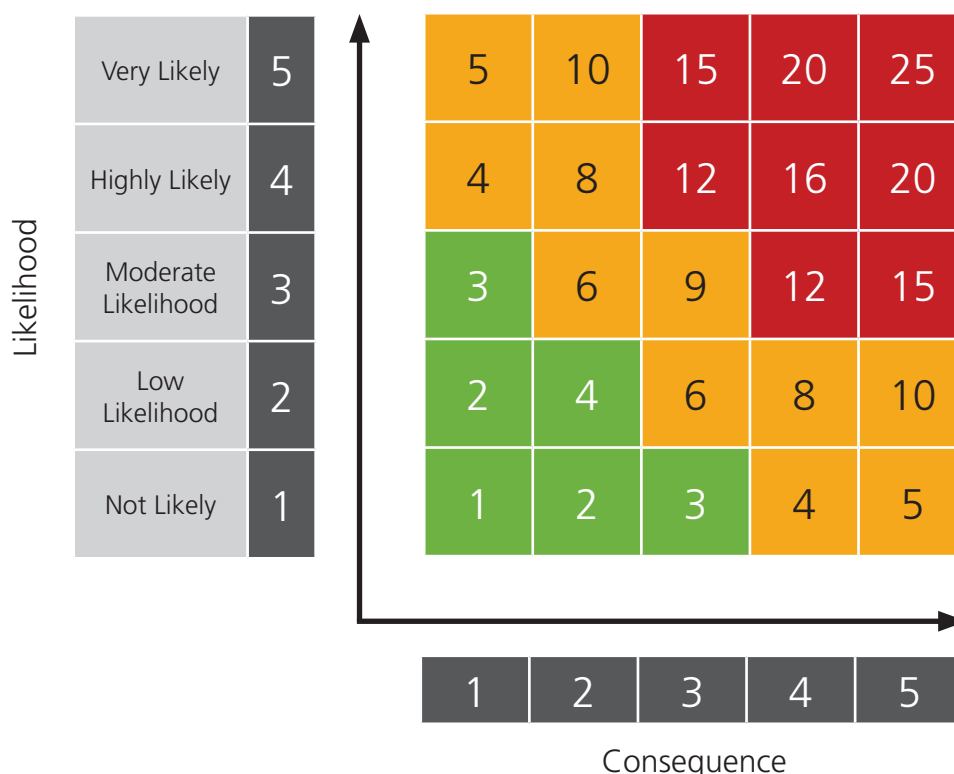 Likelihood
Very Likely 5 5 10 15 20 25
Highly Likely 4 4 8 12 16 20
Moderate
Likelihood 3 3 6 9 12 15
Low
Likelihood 2 2 4 6 8 10
Not Likely 1 1 2 3 4 5
1 2 3 4 5
Consequence